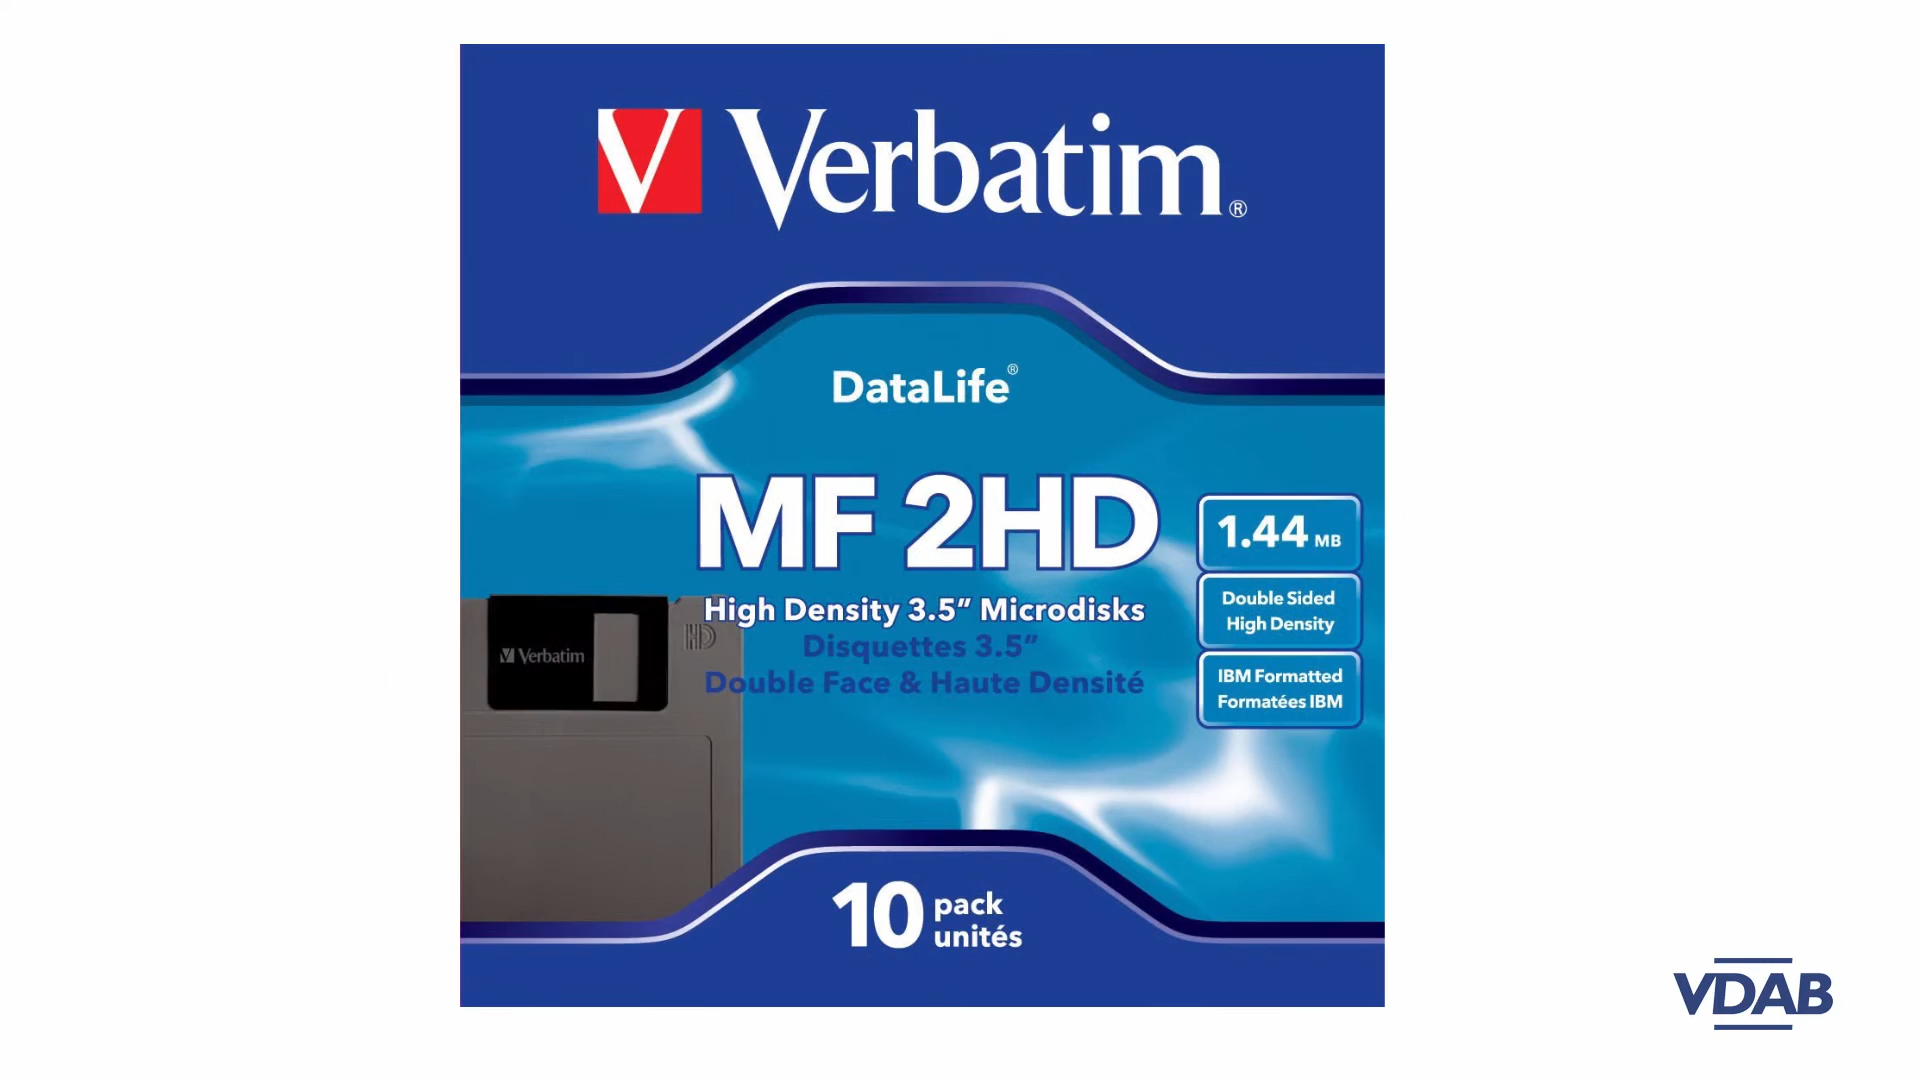 V Verbatim®
DataLife®
MF 2HD
High Density 3.5” Microdisks
Disquettes 3.5”
Double Face & Haute Densité
1.44 MB
Double Sided
High Density
IBM Formatted
Formatées IBM
Verbatim
HD
10 pack
unités
VDAB